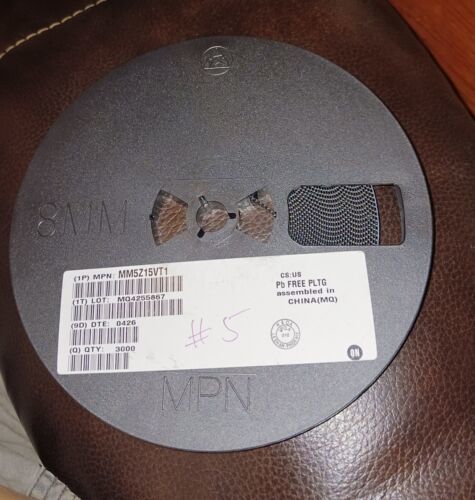 8MM
(1P) MPN: MM5Z15VT1
(1T) LOT: MQ4255867
(9D) DTE: 0426
(Q) QTY: 3000
CS:US
Pb FREE PLTG
assembled in
CHINA(MQ)
# 5
ON
MPN